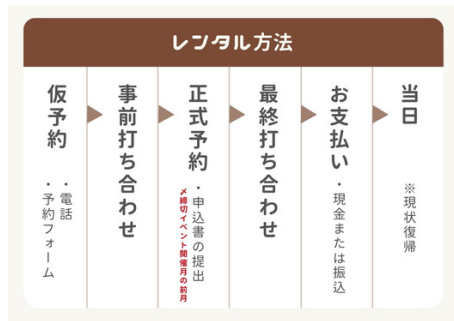 レンタル方法
仮予約
・電話
・予約フォーム
事前打ち合わせ
正式予約
・申込書の提出
〆締切イベント開催月の前月
最終打ち合わせ
お支払い
・現金または振込
当日
※現状復帰